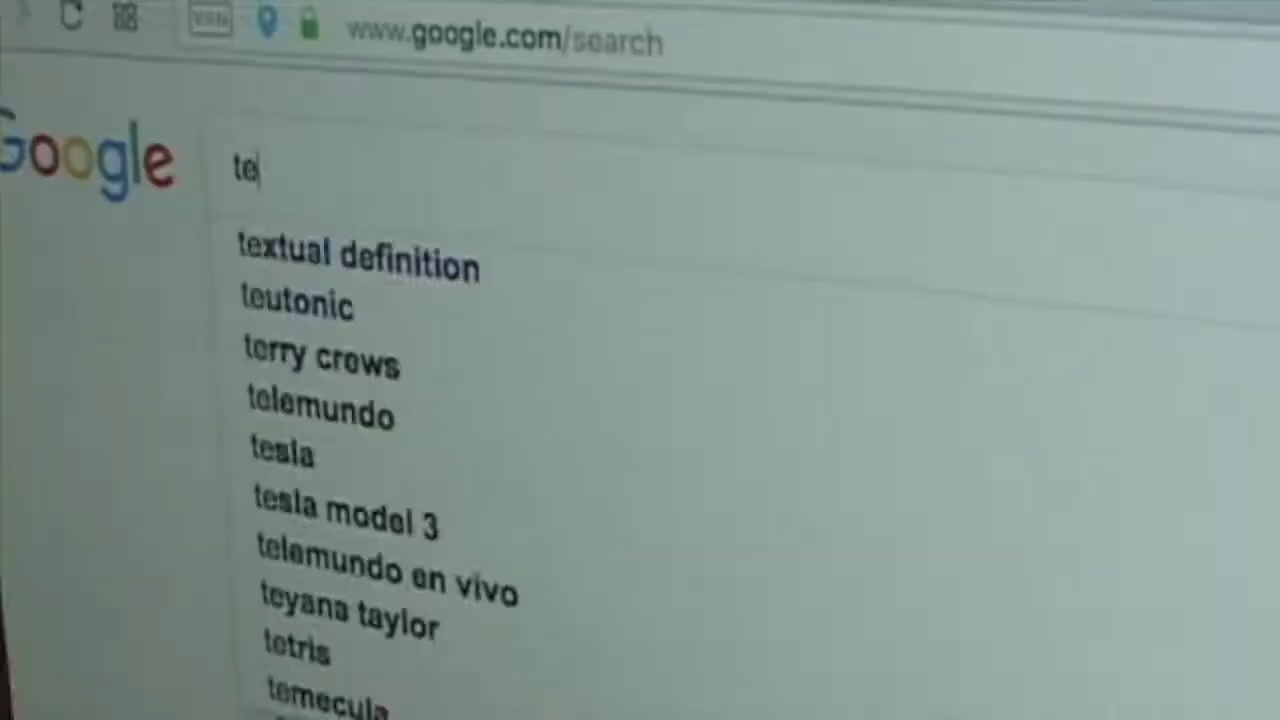 VPN www.google.com/search
Google
te
textual definition
teutonic
terry crews
telemundo
tesla
tesla model 3
telemundo en vivo
teyana taylor
tetris
temecula